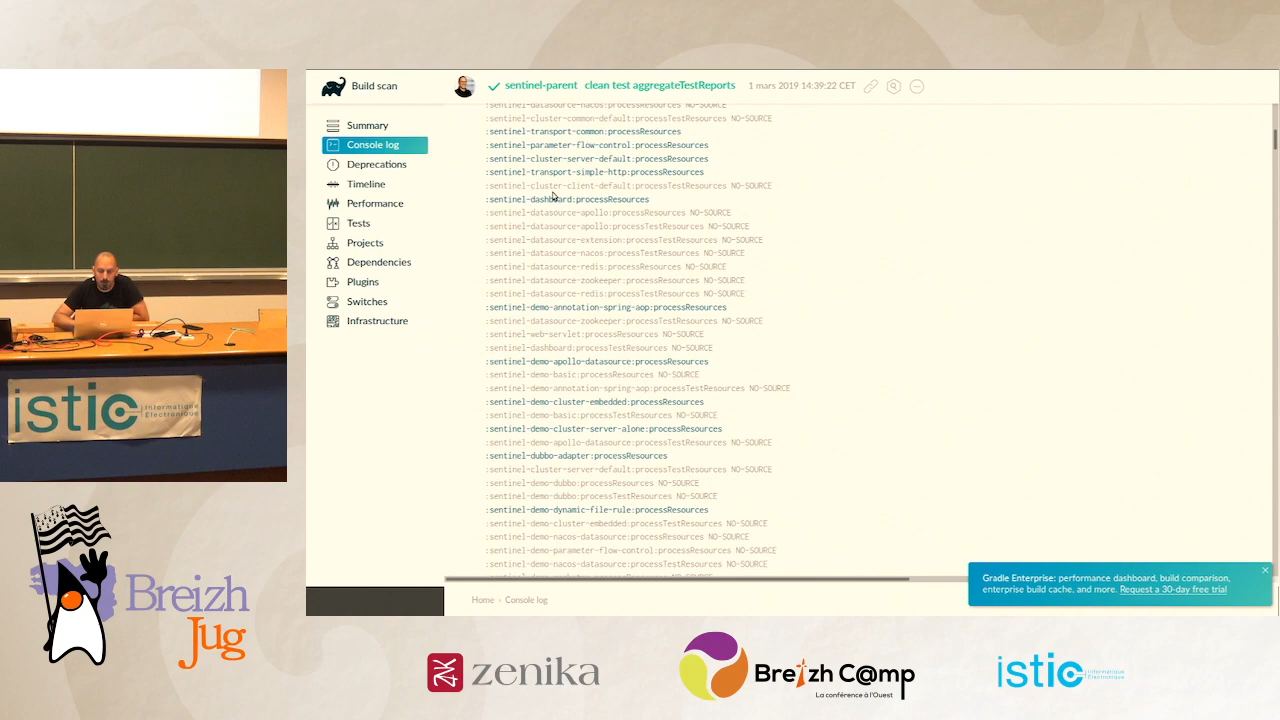 Build scan
sentinel-parent clean test aggregateTestReports 1 mars 2019 14:39:22 CET
Summary
Console log
Deprecations
Timeline
Performance
Tests
Projects
Dependencies
Plugins
Switches
Infrastructure
:sentinel-datasource-nacos:processResources NO-SOURCE
:sentinel-cluster-common-default:processTestResources NO-SOURCE
:sentinel-transport-common:processResources
:sentinel-parameter-flow-control:processResources
:sentinel-cluster-server-default:processResources
:sentinel-transport-simple-http:processResources
:sentinel-cluster-client-default:processTestResources NO-SOURCE
:sentinel-dashboard:processResources
:sentinel-datasource-apollo:processResources NO-SOURCE
:sentinel-datasource-apollo:processTestResources NO-SOURCE
:sentinel-datasource-extension:processTestResources NO-SOURCE
:sentinel-datasource-nacos:processTestResources NO-SOURCE
:sentinel-datasource-redis:processResources NO-SOURCE
:sentinel-datasource-zookeeper:processResources NO-SOURCE
:sentinel-datasource-redis:processTestResources NO-SOURCE
:sentinel-demo-annotation-spring-aop:processResources
:sentinel-datasource-zookeeper:processTestResources NO-SOURCE
:sentinel-web-servlet:processResources NO-SOURCE
:sentinel-dashboard:processTestResources NO-SOURCE
:sentinel-demo-apollo-datasource:processResources
:sentinel-demo-basic:processResources NO-SOURCE
:sentinel-demo-annotation-spring-aop:processTestResources NO-SOURCE
:sentinel-demo-cluster-embedded:processResources
:sentinel-demo-basic:processTestResources NO-SOURCE
:sentinel-demo-cluster-server-alone:processResources
:sentinel-demo-apollo-datasource:processTestResources NO-SOURCE
:sentinel-dubbo-adapter:processResources
:sentinel-cluster-server-default:processTestResources NO-SOURCE
:sentinel-demo-dubbo:processResources NO-SOURCE
:sentinel-demo-dubbo:processTestResources NO-SOURCE
:sentinel-demo-dynamic-file-rule:processResources
:sentinel-demo-cluster-embedded:processTestResources NO-SOURCE
:sentinel-demo-nacos-datasource:processResources NO-SOURCE
:sentinel-demo-parameter-flow-control:processResources NO-SOURCE
:sentinel-demo-nacos-datasource:processTestResources NO-SOURCE
Gradle Enterprise: performance dashboard, build comparison,
enterprise build cache, and more. Request a 30-day free trial
Home › Console log
istic Informatique
Électronique
Breizh
Jug
zenika
Breizh C@mp
La conférence à l'Ouest
istic Informatique
Électronique